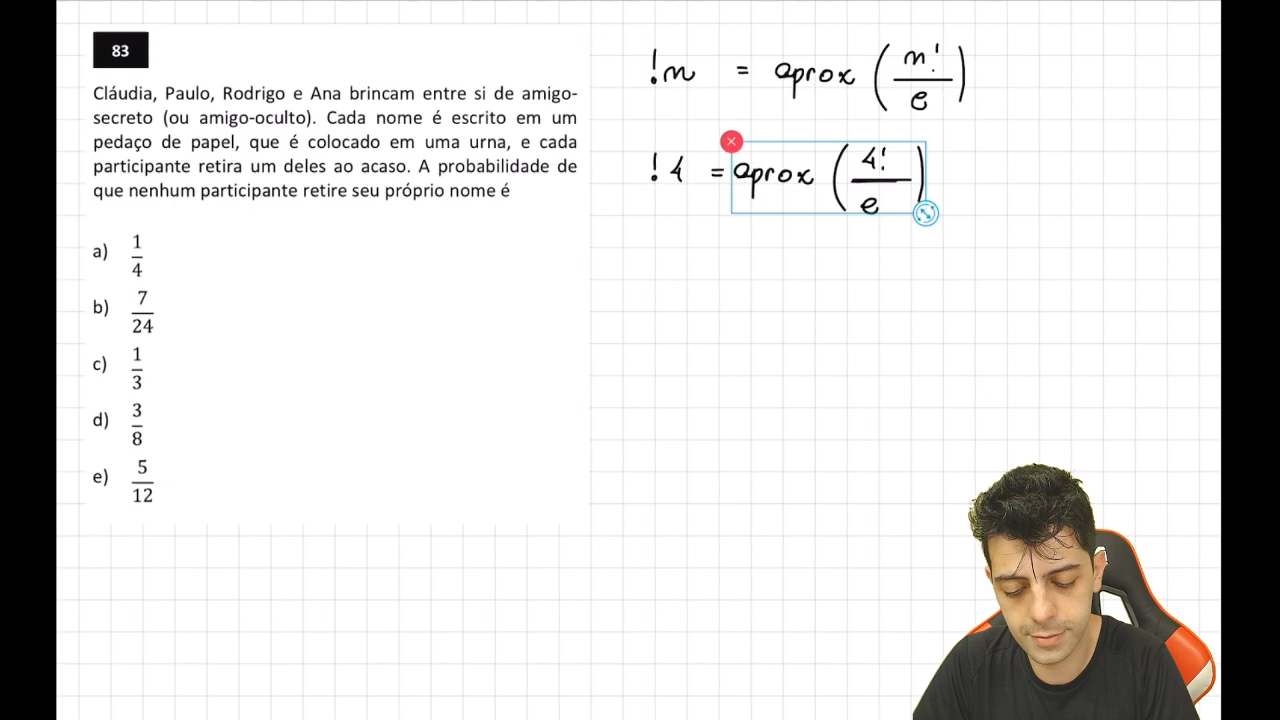 83
Cláudia, Paulo, Rodrigo e Ana brincam entre si de amigo-
secreto (ou amigo-oculto). Cada nome é escrito em um
pedaço de papel, que é colocado em uma urna, e cada
participante retira um deles ao acaso. A probabilidade de
que nenhum participante retire seu próprio nome é
a) 1/4
b) 7/24
c) 1/3
d) 3/8
e) 5/12
!n = aprox (n!/e)
!4 = aprox (4!/e)